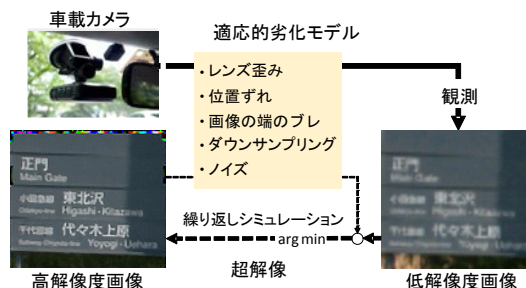 車載カメラ
適応的劣化モデル
・レンズ歪み
・位置ずれ
・画像の端のブレ
・ダウンサンプリング
・ノイズ
観測
正門
Main Gate
小田急線 東北沢
Odakyu-line Higashi-Kitazawa
千代田線 代々木上原
Subway Chiyoda-line Yoyogi-Uehara
繰り返しシミュレーション
arg min
超解像
高解像度画像
正門
Main Gate
東北沢
Higashi-Kitazawa
代々木上原
Yoyogi-Uehara
低解像度画像